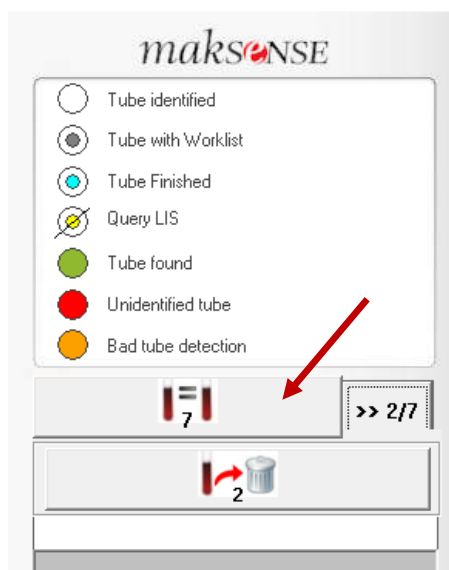 makseNSE
Tube identified
Tube with Worklist
Tube Finished
Query LIS
Tube found
Unidentified tube
Bad tube detection
7
>> 2/7
2